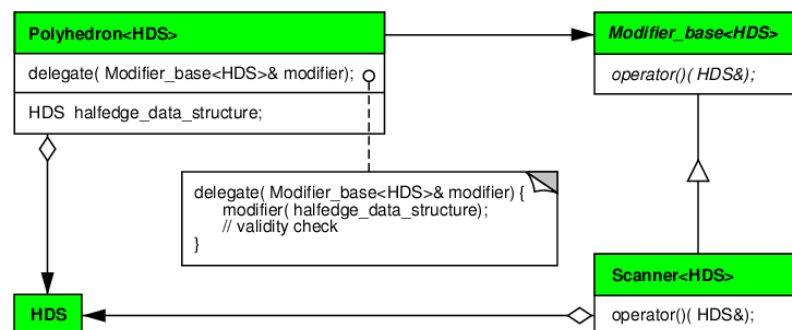 Polyhedron<HDS>
delegate( Modifier_base<HDS>& modifier);
HDS halfedge_data_structure;
Modifier_base<HDS>
operator()( HDS&);
delegate( Modifier_base<HDS>& modifier) {
modifier( halfedge_data_structure);
// validity check
}
Scanner<HDS>
operator()( HDS&);
HDS